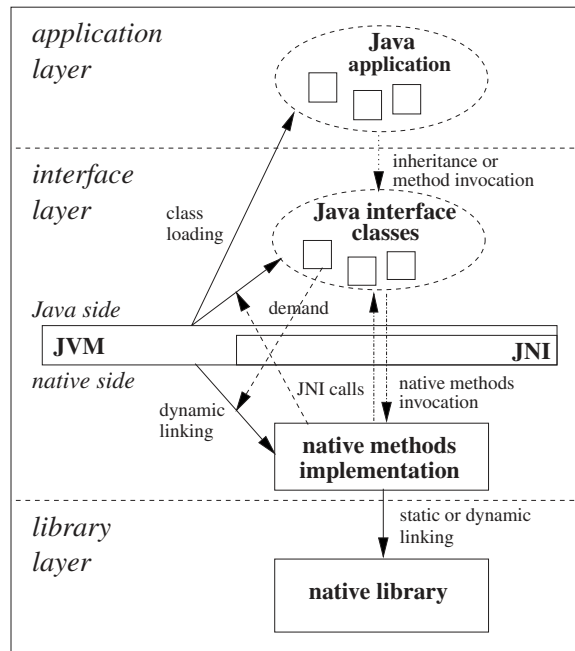 application
layer
Java
application
inheritance or
method invocation
interface
layer
Java interface
classes
class
loading
demand
Java side
JVM
JNI
native side
dynamic
linking
JNI calls
native methods
invocation
native methods
implementation
static or dynamic
linking
library
layer
native library